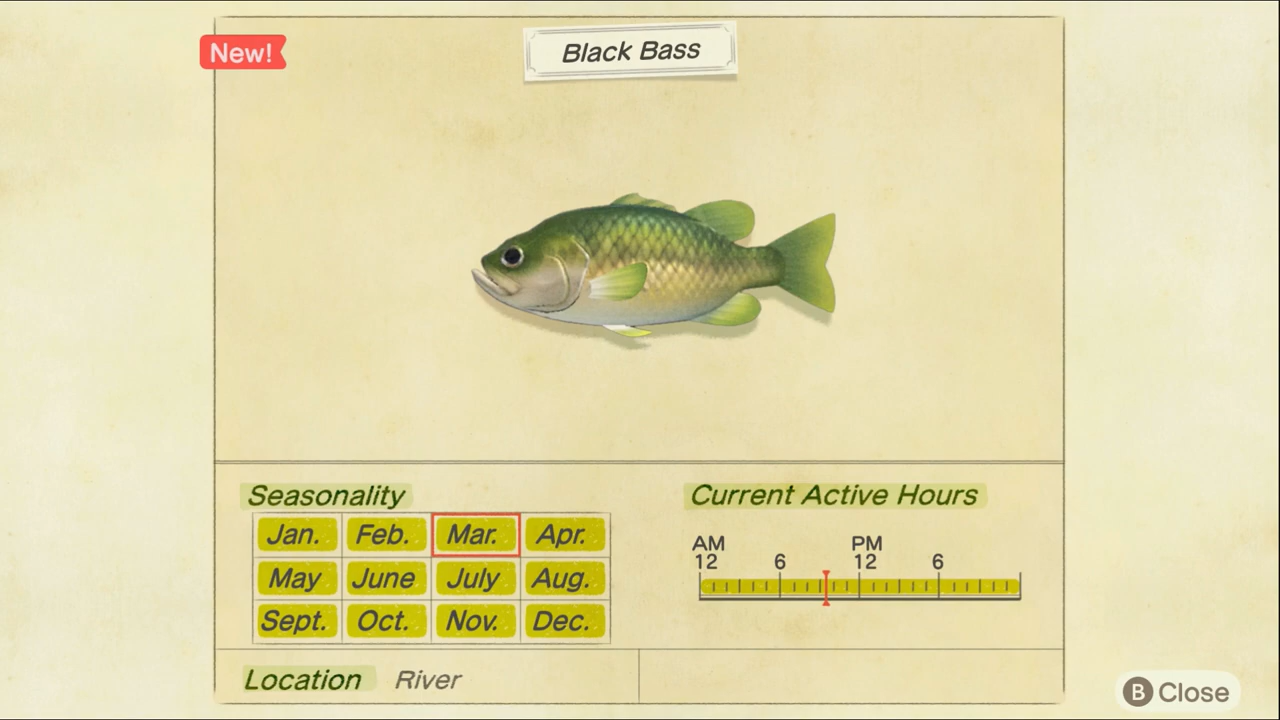 New!
Black Bass
Seasonality
Jan. Feb. Mar. Apr.
May June July Aug.
Sept. Oct. Nov. Dec.
Current Active Hours
AM PM
12 6 12 6
Location River
B Close